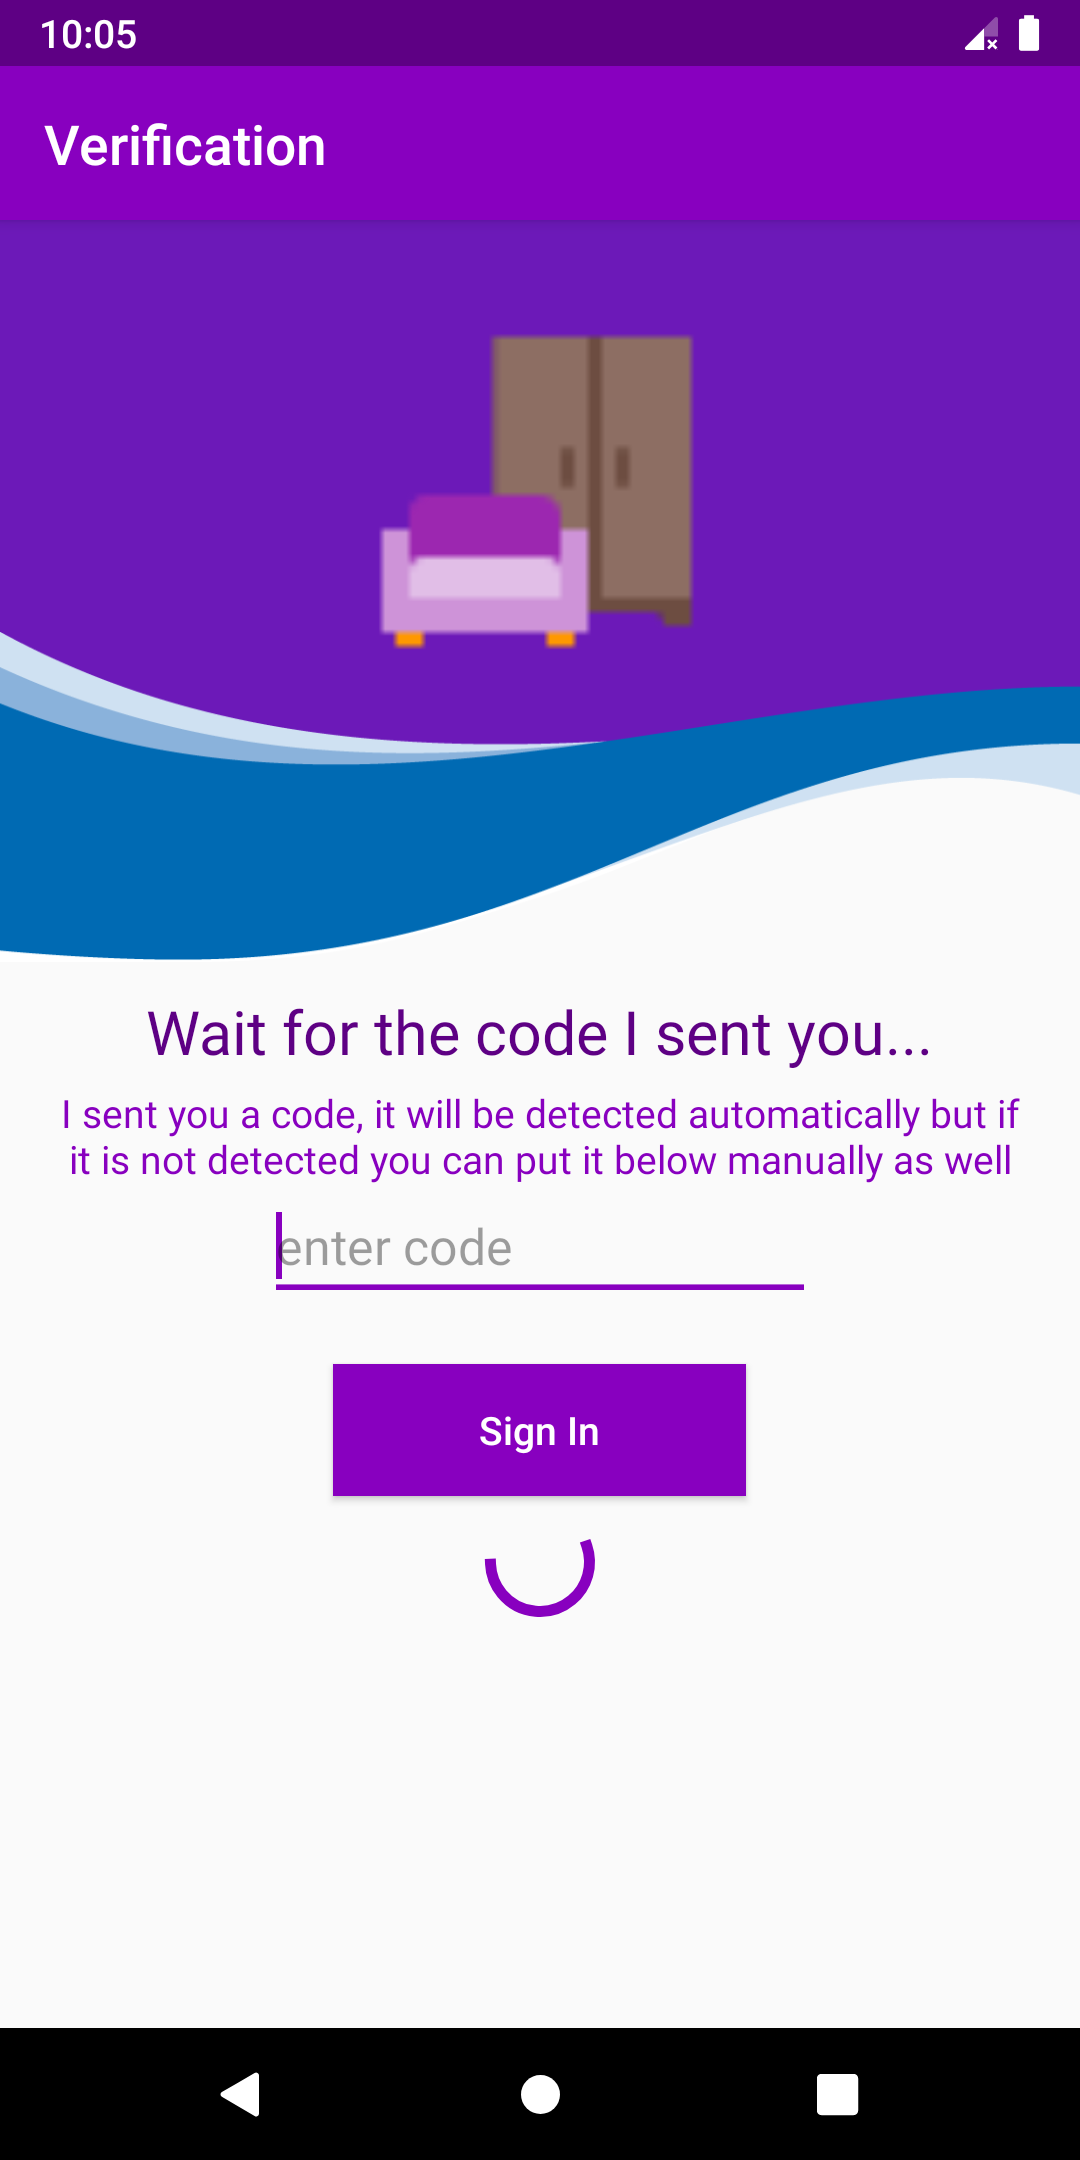 10:05
Verification
Wait for the code I sent you...
I sent you a code, it will be detected automatically but if
it is not detected you can put it below manually as well
enter code
Sign In